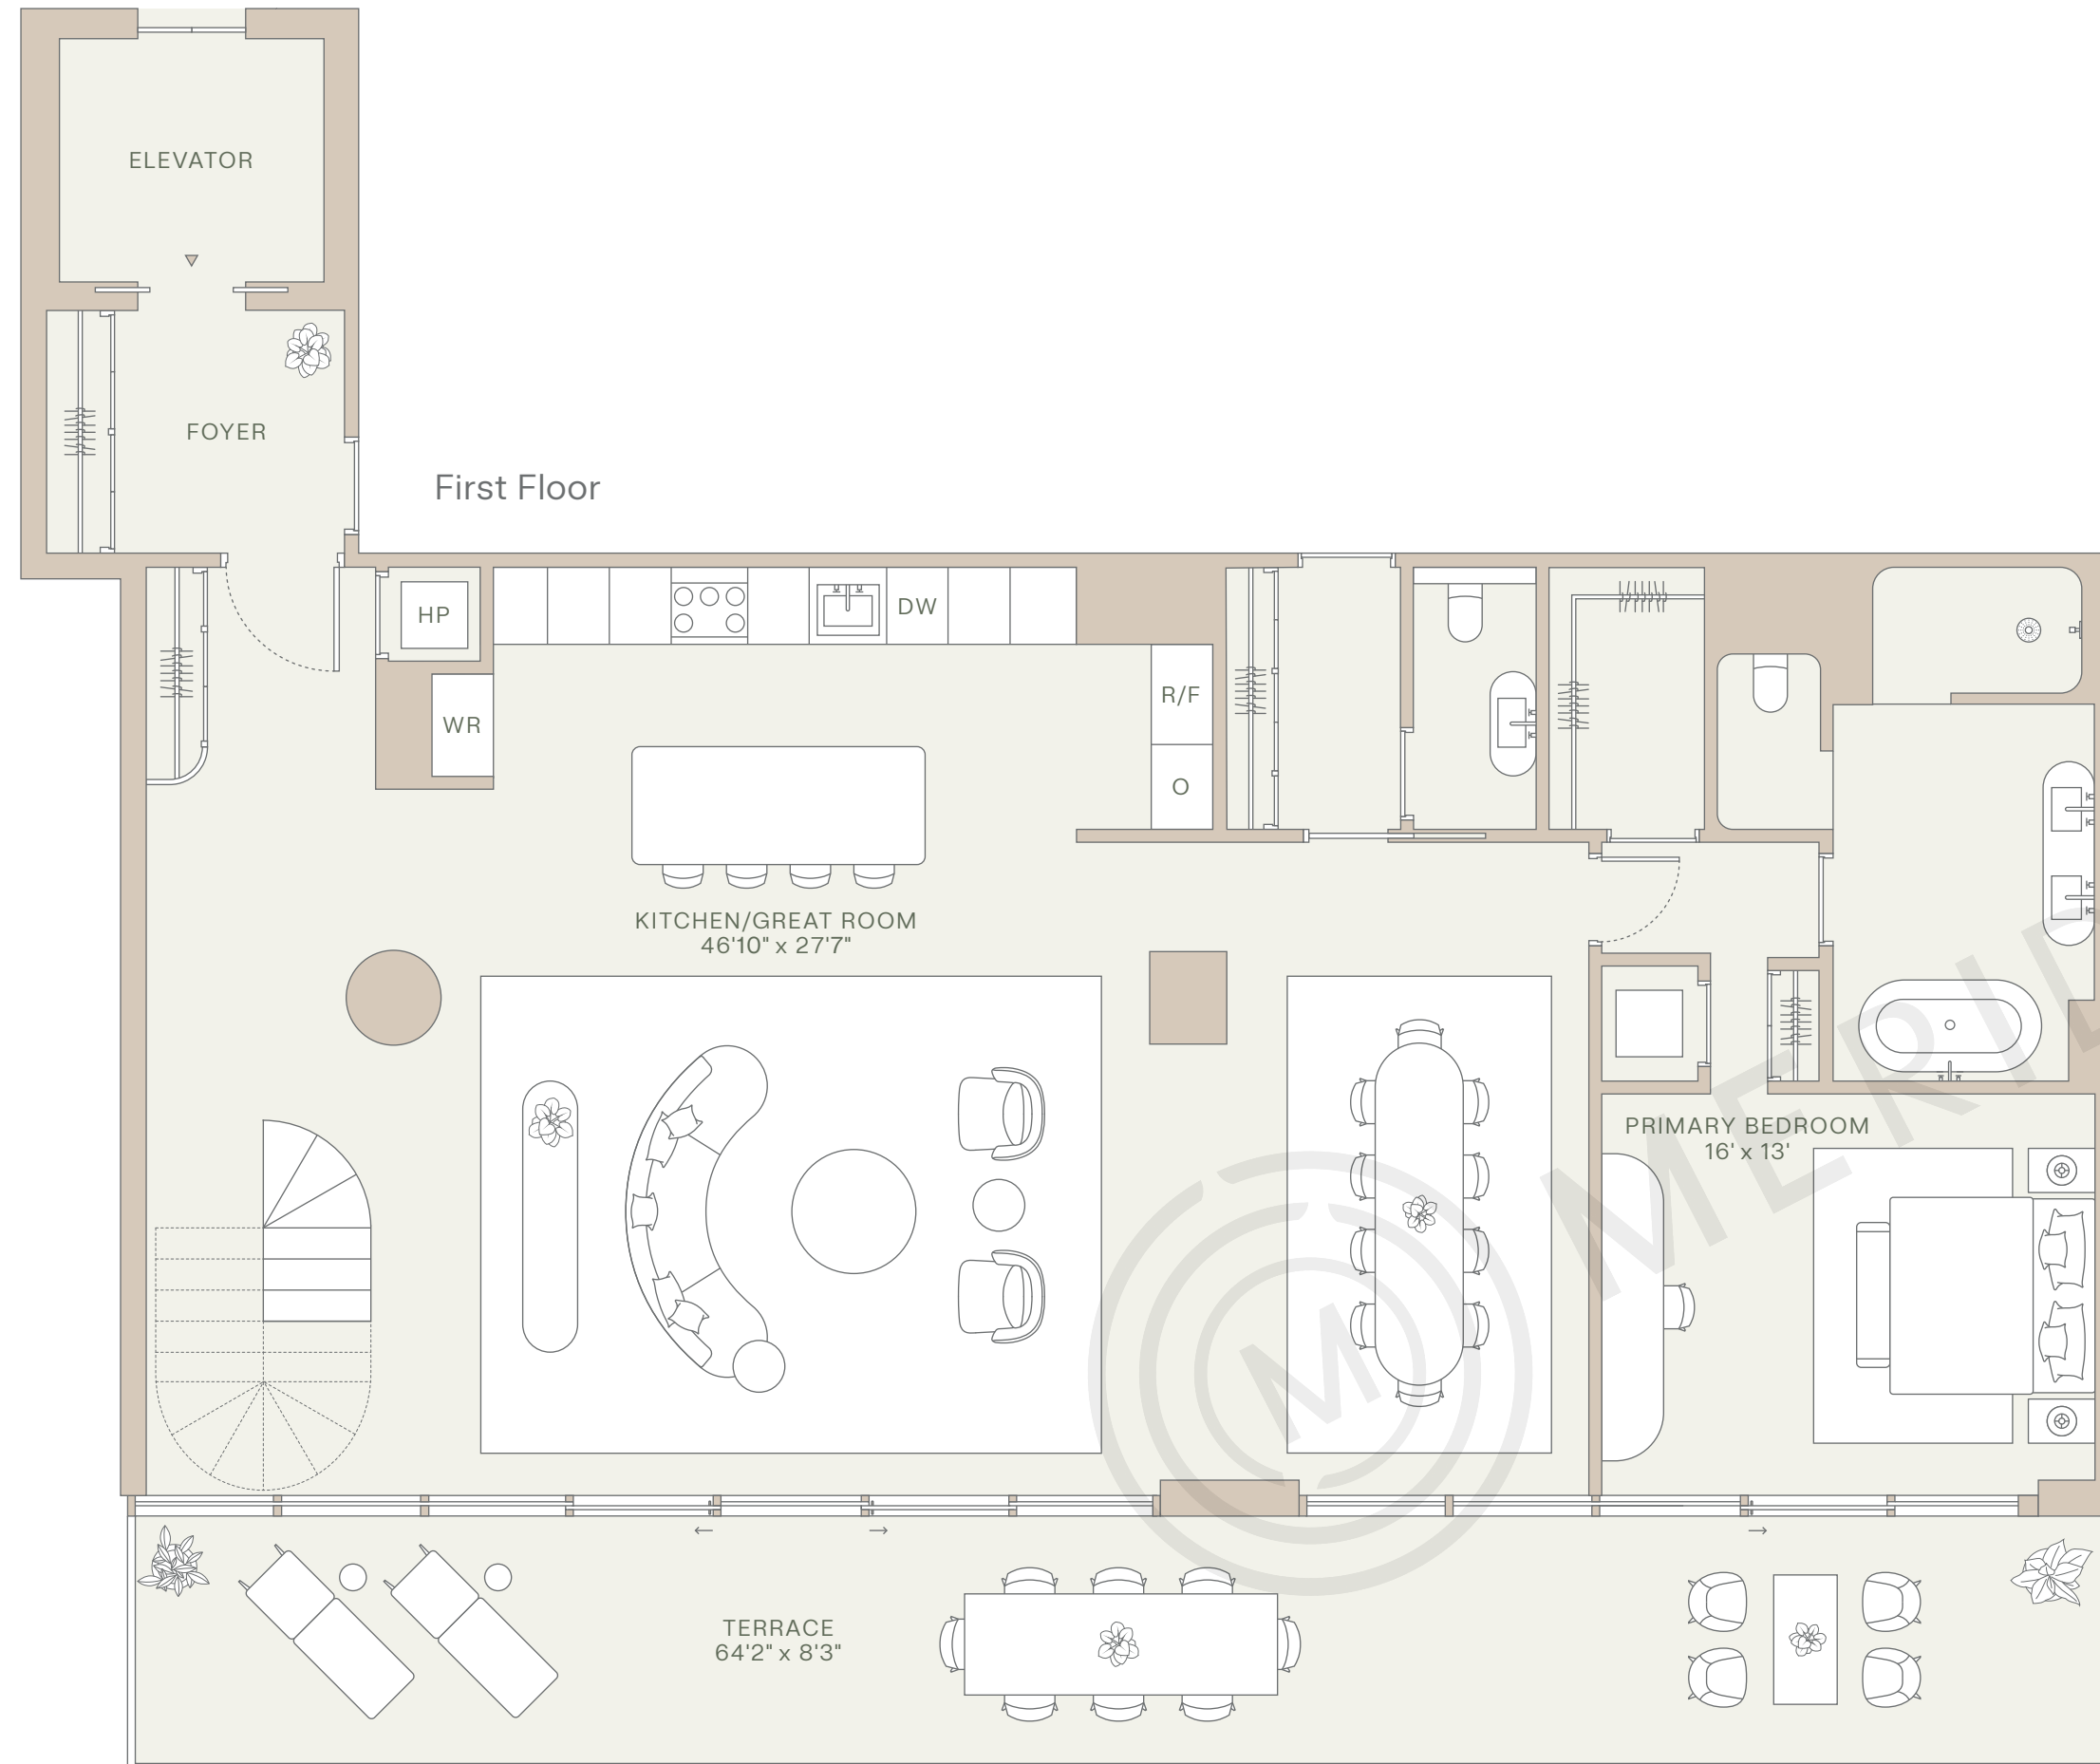 ELEVATOR
FOYER
First Floor
HP
DW
WR
R/F
O
KITCHEN/GREAT ROOM
46'10" x 27'7"
PRIMARY BEDROOM
16' x 13'
M MERID
TERRACE
64'2" x 8'3"